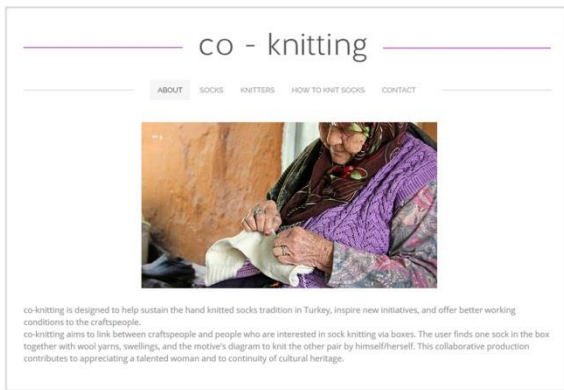 co - knitting
ABOUT SOCKS KNITTERS HOW TO KNIT SOCKS CONTACT
co-knitting is designed to help sustain the hand knitted socks tradition in Turkey, inspire new initiatives, and offer better working
conditions to the craftspeople.
co-knitting aims to link between craftspeople and people who are interested in sock knitting via boxes. The user finds one sock in the box
together with wool yarns, swellings, and the motive's diagram to knit the other pair by himself/herself. This collaborative production
contributes to appreciating a talented woman and to continuity of cultural heritage.